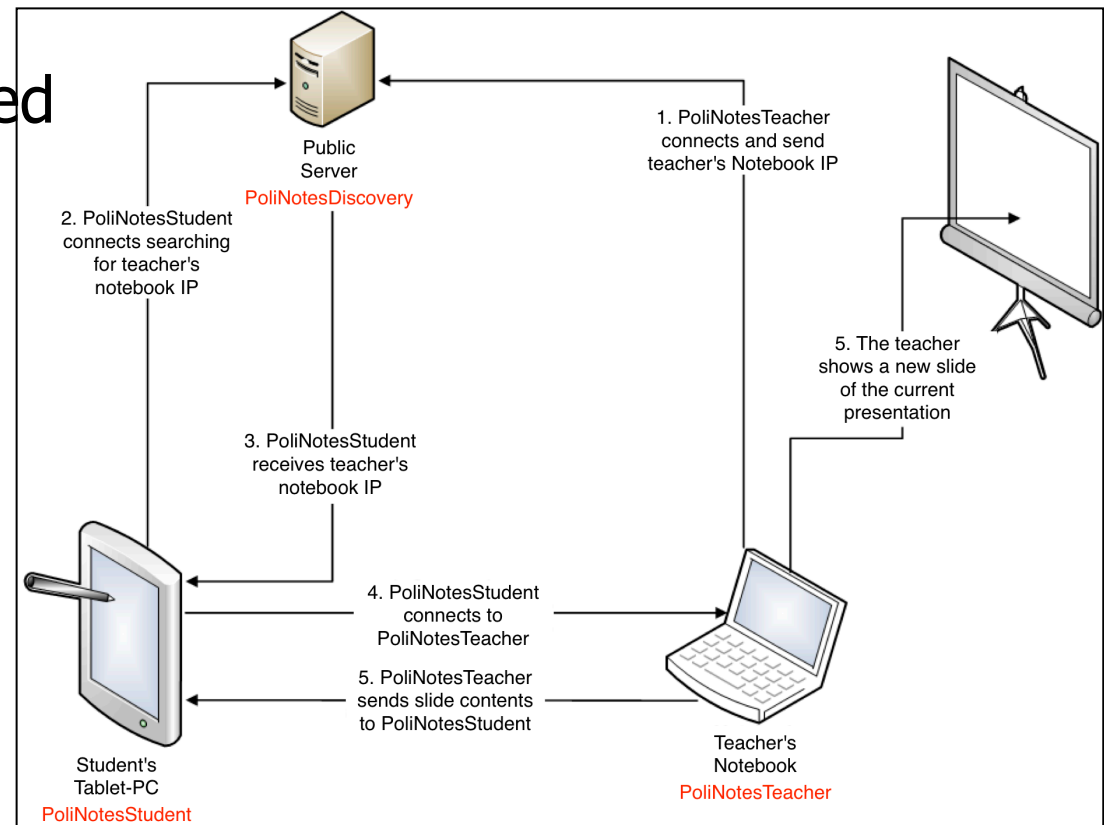 ed
Public
Server
PoliNotesDiscovery
1. PoliNotesTeacher
connects and send
teacher's Notebook IP
2. PoliNotesStudent
connects searching
for teacher's
notebook IP
3. PoliNotesStudent
receives teacher's
notebook IP
5. The teacher
shows a new slide
of the current
presentation
4. PoliNotesStudent
connects to
PoliNotesTeacher
5. PoliNotesTeacher
sends slide contents
to PoliNotesStudent
Student's
Tablet-PC
PoliNotesStudent
Teacher's
Notebook
PoliNotesTeacher